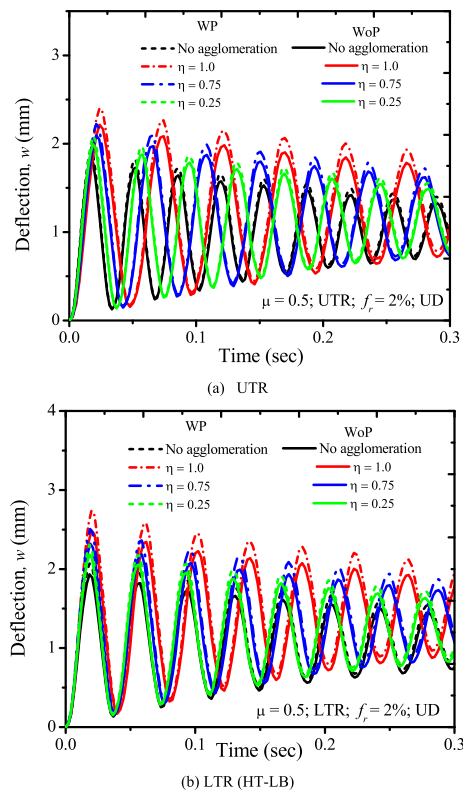 WP WoP
No agglomeration No agglomeration
η = 1.0 η = 1.0
η = 0.75 η = 0.75
η = 0.25 η = 0.25
3
2
1
0
Deflection, w (mm)
μ = 0.5; UTR; fr = 2%; UD
0.0 0.1 0.2 0.3
Time (sec)
(a) UTR
4
3
2
1
0
Deflection, w (mm)
WP WoP
No agglomeration No agglomeration
η = 1.0 η = 1.0
η = 0.75 η = 0.75
η = 0.25 η = 0.25
μ = 0.5; LTR; fr = 2%; UD
0.0 0.1 0.2 0.3
Time (sec)
(b) LTR (HT-LB)